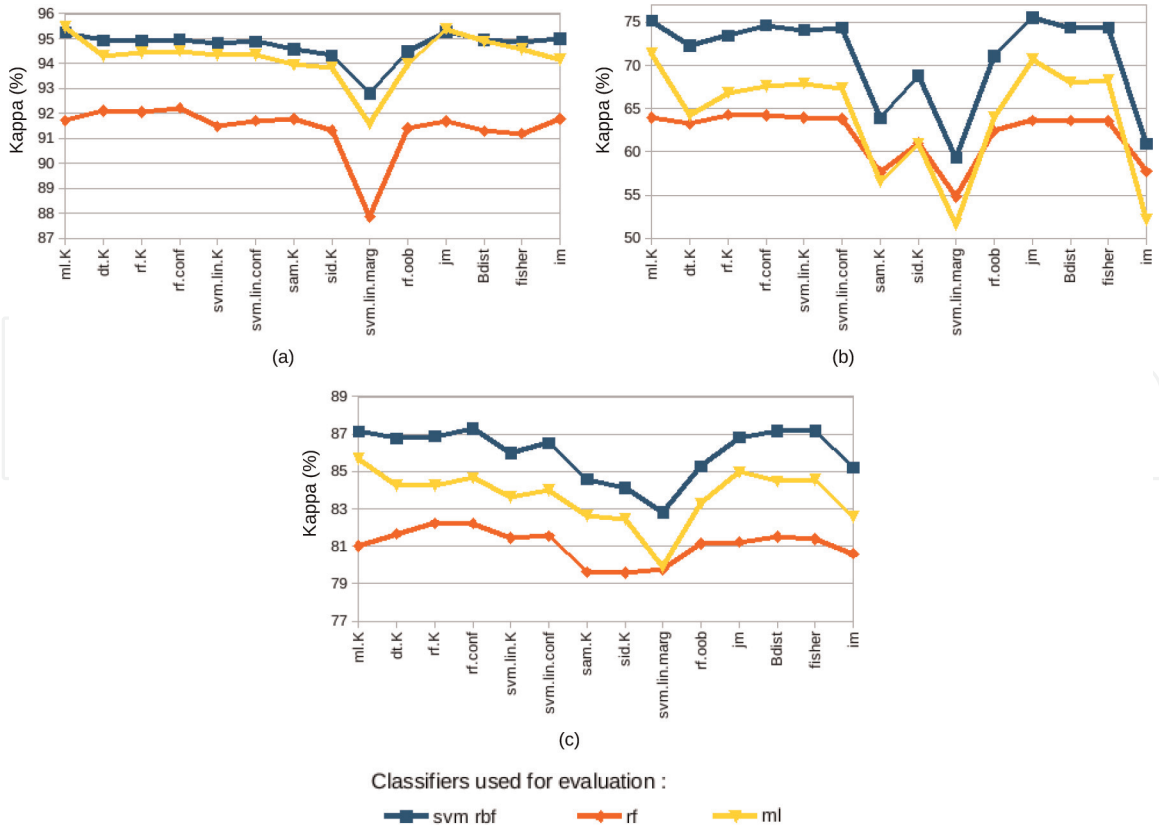 96
95
94
93
92
91
90
89
88
87
Kappa (%)
ml.K
dt.K
rf.K
rf.conf
svm.lin.K
svm.lin.conf
sam.K
sid.K
svm.lin.marg
rf.oob
jm
Bdist
fisher
im
(a)
75
70
65
60
55
50
Kappa (%)
ml.K
dt.K
rf.K
rf.conf
svm.lin.K
svm.lin.conf
sam.K
sid.K
svm.lin.marg
rf.oob
jm
Bdist
fisher
im
(b)
89
87
85
83
81
79
77
Kappa (%)
ml.K
dt.K
rf.K
rf.conf
svm.lin.K
svm.lin.conf
sam.K
sid.K
svm.lin.marg
rf.oob
jm
Bdist
fisher
im
(c)
Classifiers used for evaluation :
svm rbf rf ml